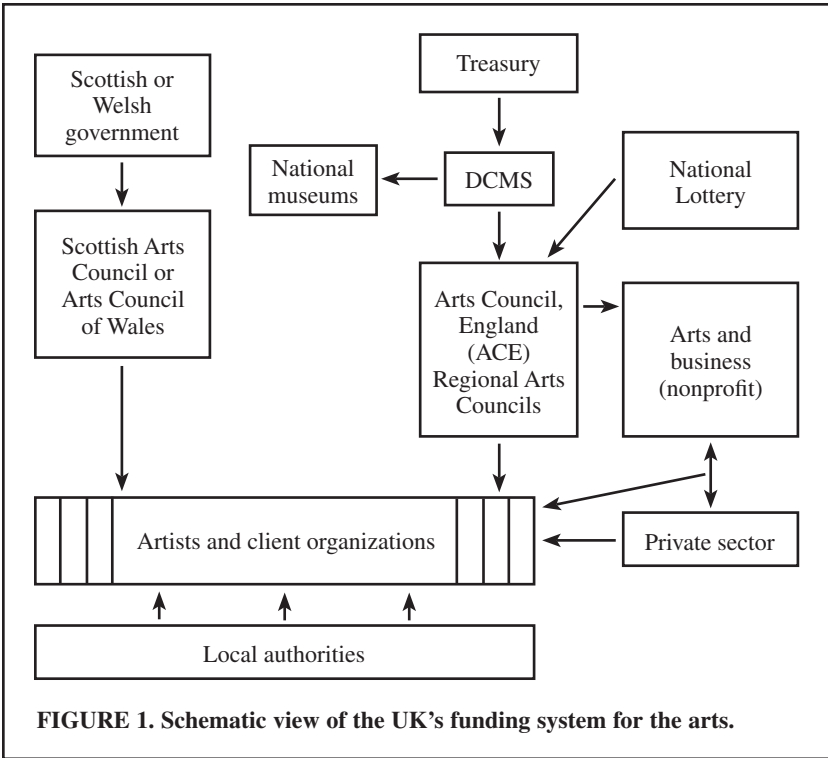 Scottish or
Welsh
government
Treasury
National
museums
DCMS
National
Lottery
Scottish Arts
Council or
Arts Council
of Wales
Arts Council,
England
(ACE)
Regional Arts
Councils
Arts and
business
(nonprofit)
Artists and client organizations
Private sector
Local authorities
FIGURE 1. Schematic view of the UK's funding system for the arts.